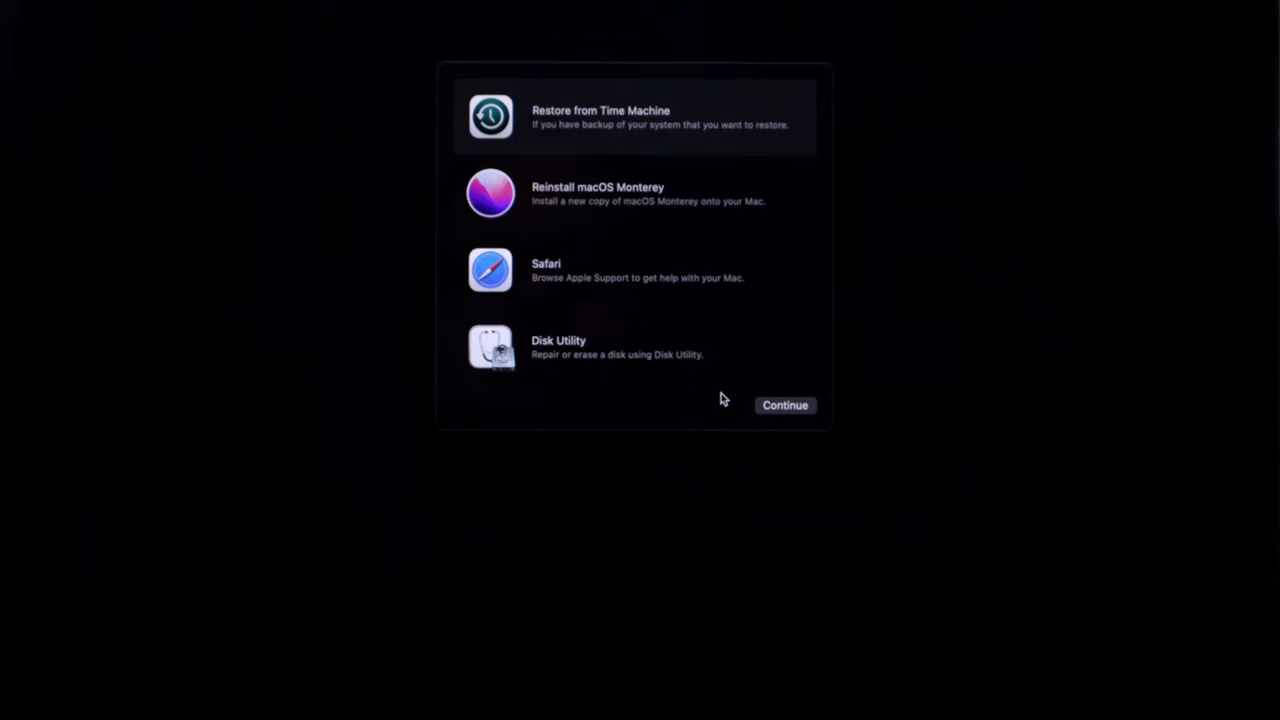 Restore from Time Machine
If you have backup of your system that you want to restore.
Reinstall macOS Monterey
Install a new copy of macOS Monterey onto your Mac.
Safari
Browse Apple Support to get help with your Mac.
Disk Utility
Repair or erase a disk using Disk Utility.
Continue